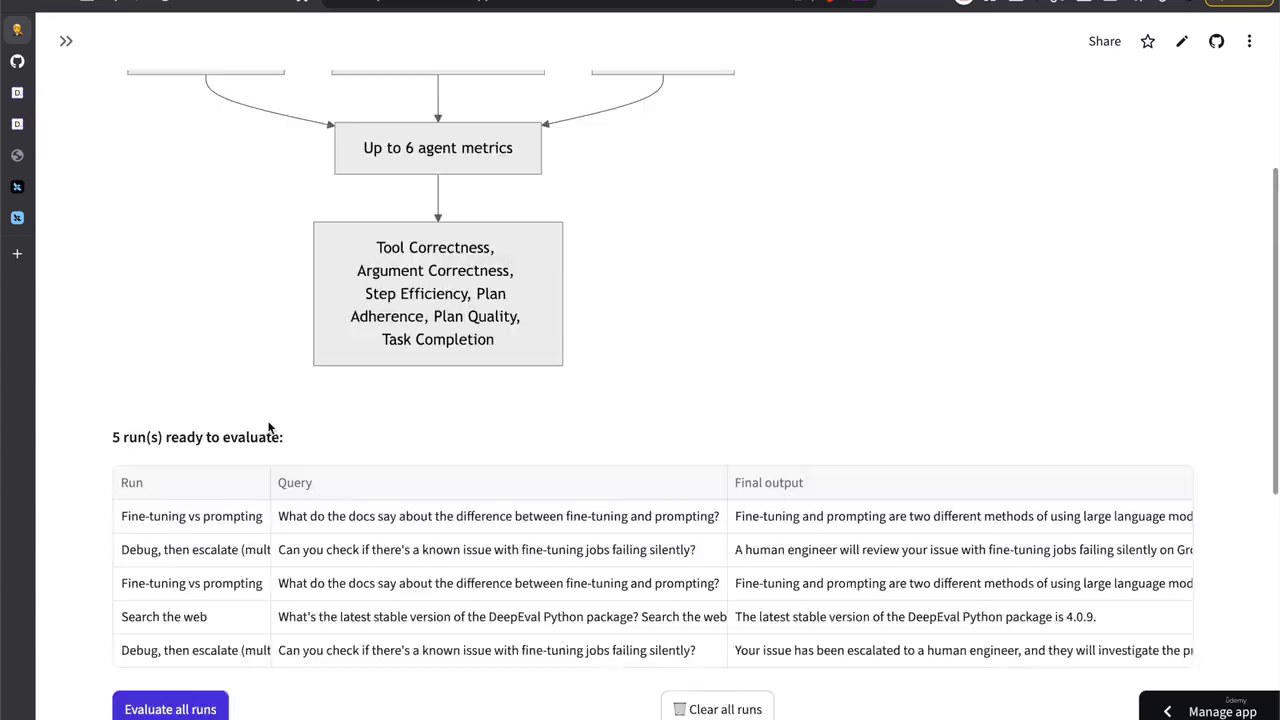 Share
Up to 6 agent metrics
Tool Correctness,
Argument Correctness,
Step Efficiency, Plan
Adherence, Plan Quality,
Task Completion
5 run(s) ready to evaluate:
Run Query Final output
Fine-tuning vs prompting What do the docs say about the difference between fine-tuning and prompting? Fine-tuning and prompting are two different methods of using large language mod
Debug, then escalate (mult Can you check if there's a known issue with fine-tuning jobs failing silently? A human engineer will review your issue with fine-tuning jobs failing silently on Gro
Fine-tuning vs prompting What do the docs say about the difference between fine-tuning and prompting? Fine-tuning and prompting are two different methods of using large language mod
Search the web What's the latest stable version of the DeepEval Python package? Search the web The latest stable version of the DeepEval Python package is 4.0.9.
Debug, then escalate (mult Can you check if there's a known issue with fine-tuning jobs failing silently? Your issue has been escalated to a human engineer, and they will investigate the pr
Evaluate all runs Clear all runs
ûdemy
Manage app